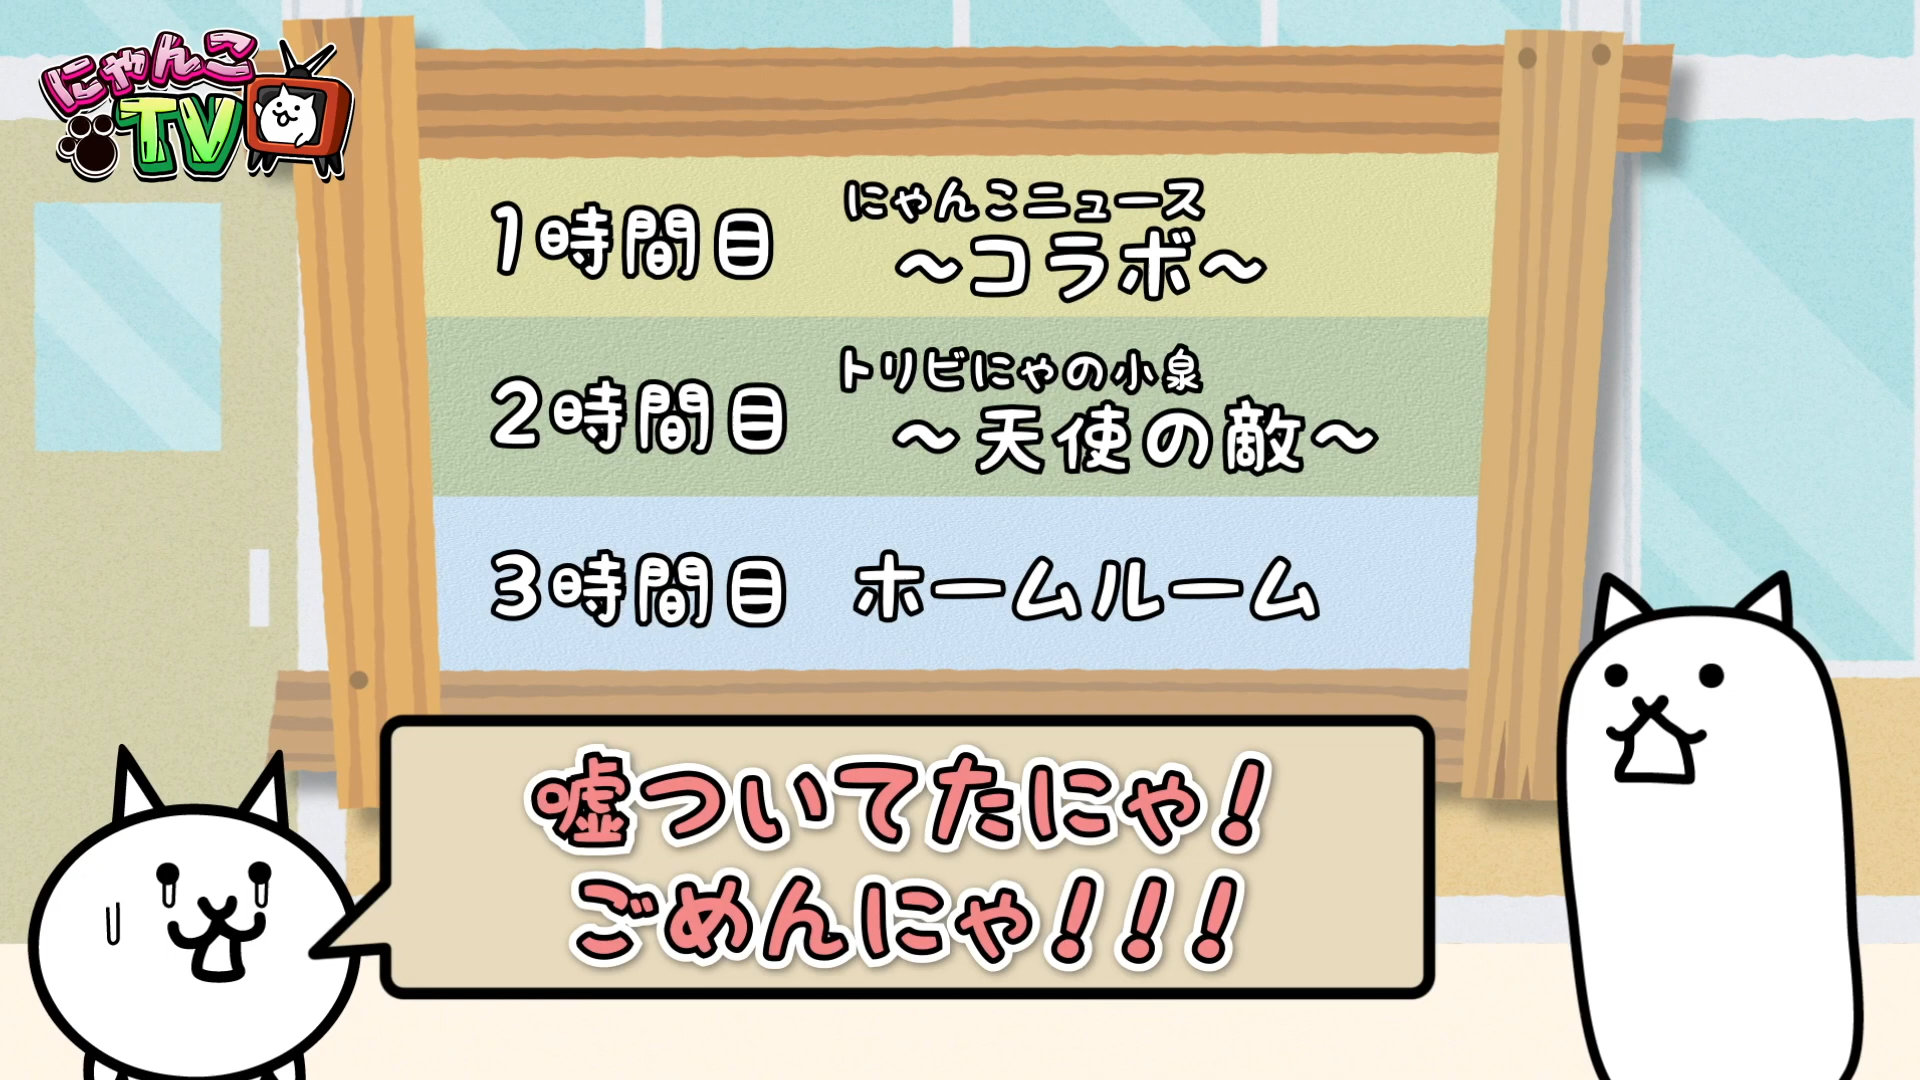 にゃんこ
TV
1時間目
にゃんこニュース
〜コラボ〜
2時間目
トリビにゃの小泉
〜天使の敵〜
3時間目 ホームルーム
嘘ついてたにゃ!
ごめんにゃ!!!